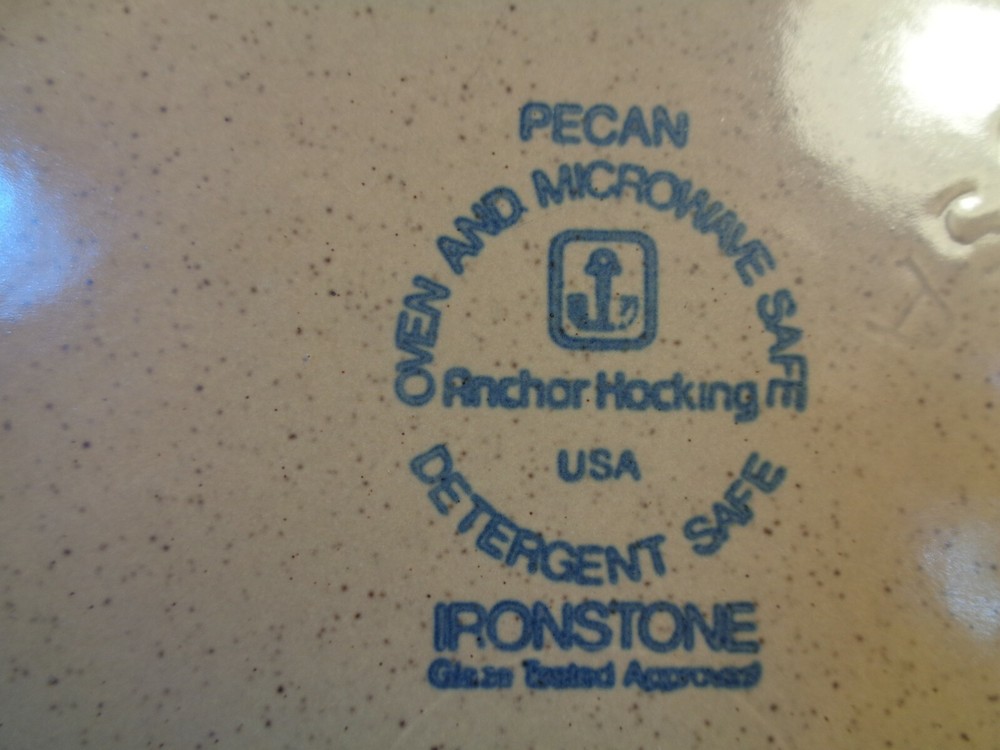 PECAN
OVEN AND MICROWAVE SAFE
Anchor Hocking
USA
DETERGENT SAFE
IRONSTONE
Glaze Tested Approved